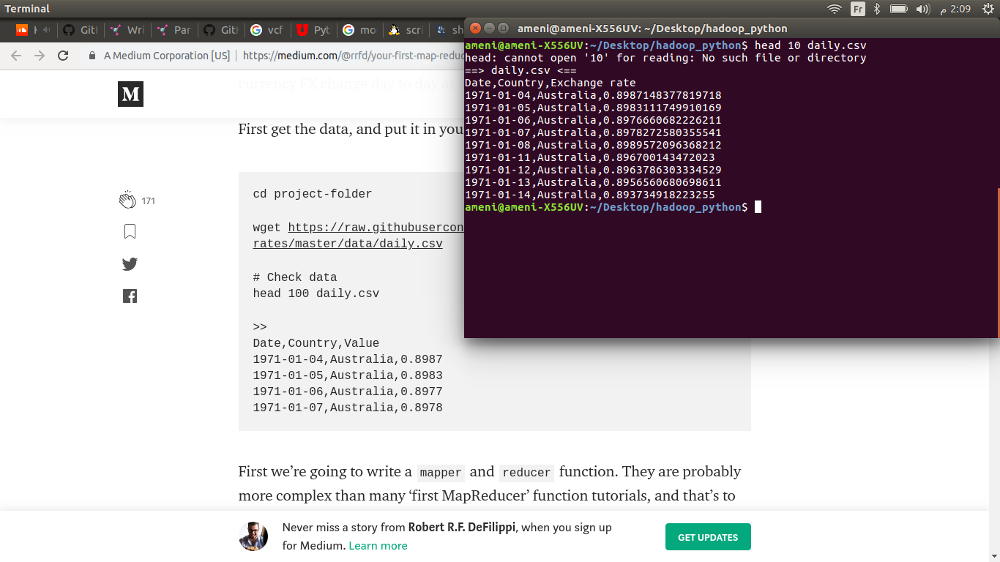 Terminal
Fr
2:09 م
GitH
Wri
Par
GitH
vcf
Pyt
mo
scri
sh
A Medium Corporation [US]
https://medium.com/@rrfd/your-first-map-reduc
M
currency FX change day to day as
First get the data, and put it in you
171
cd project-folder
wget https://raw.githubusercon
rates/master/data/daily.csv
# Check data
head 100 daily.csv
>>
Date,Country,Value
1971-01-04,Australia,0.8987
1971-01-05,Australia,0.8983
1971-01-06,Australia,0.8977
1971-01-07,Australia,0.8978
First we’re going to write a mapper and reducer function. They are probably
more complex than many ‘first MapReducer’ function tutorials, and that’s to
Never miss a story from Robert R.F. DeFilippi, when you sign up
for Medium. Learn more
GET UPDATES
ameni@ameni-X556UV: ~/Desktop/hadoop_python
ameni@ameni-X556UV:~/Desktop/hadoop_python$ head 10 daily.csv
head: cannot open '10' for reading: No such file or directory
==> daily.csv <==
Date,Country,Exchange rate
1971-01-04,Australia,0.8987148377819718
1971-01-05,Australia,0.8983111749910169
1971-01-06,Australia,0.8976660682226211
1971-01-07,Australia,0.8978272580355541
1971-01-08,Australia,0.8989572096368212
1971-01-11,Australia,0.896700143472023
1971-01-12,Australia,0.8963786303334529
1971-01-13,Australia,0.8956560680698611
1971-01-14,Australia,0.893734918223255
ameni@ameni-X556UV:~/Desktop/hadoop_python$